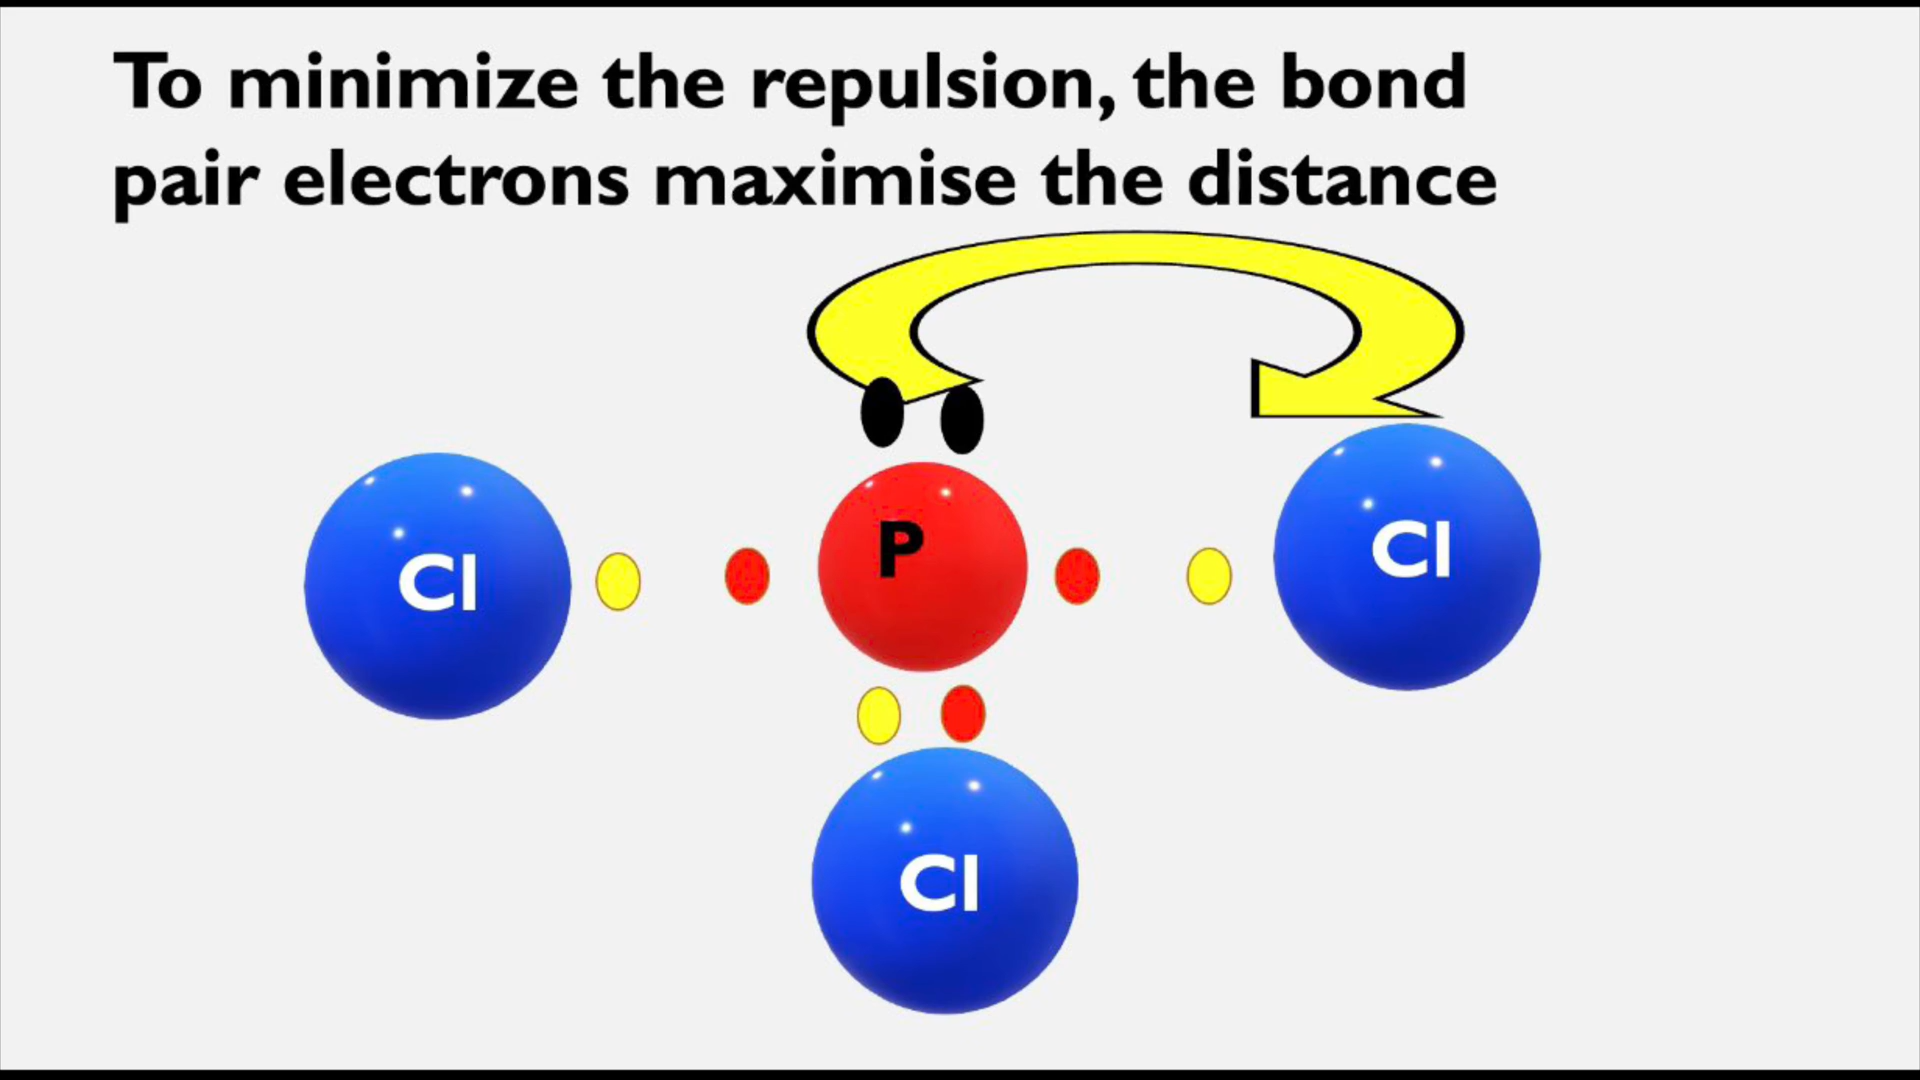 To minimize the repulsion, the bond
pair electrons maximise the distance
Cl
P
Cl
Cl